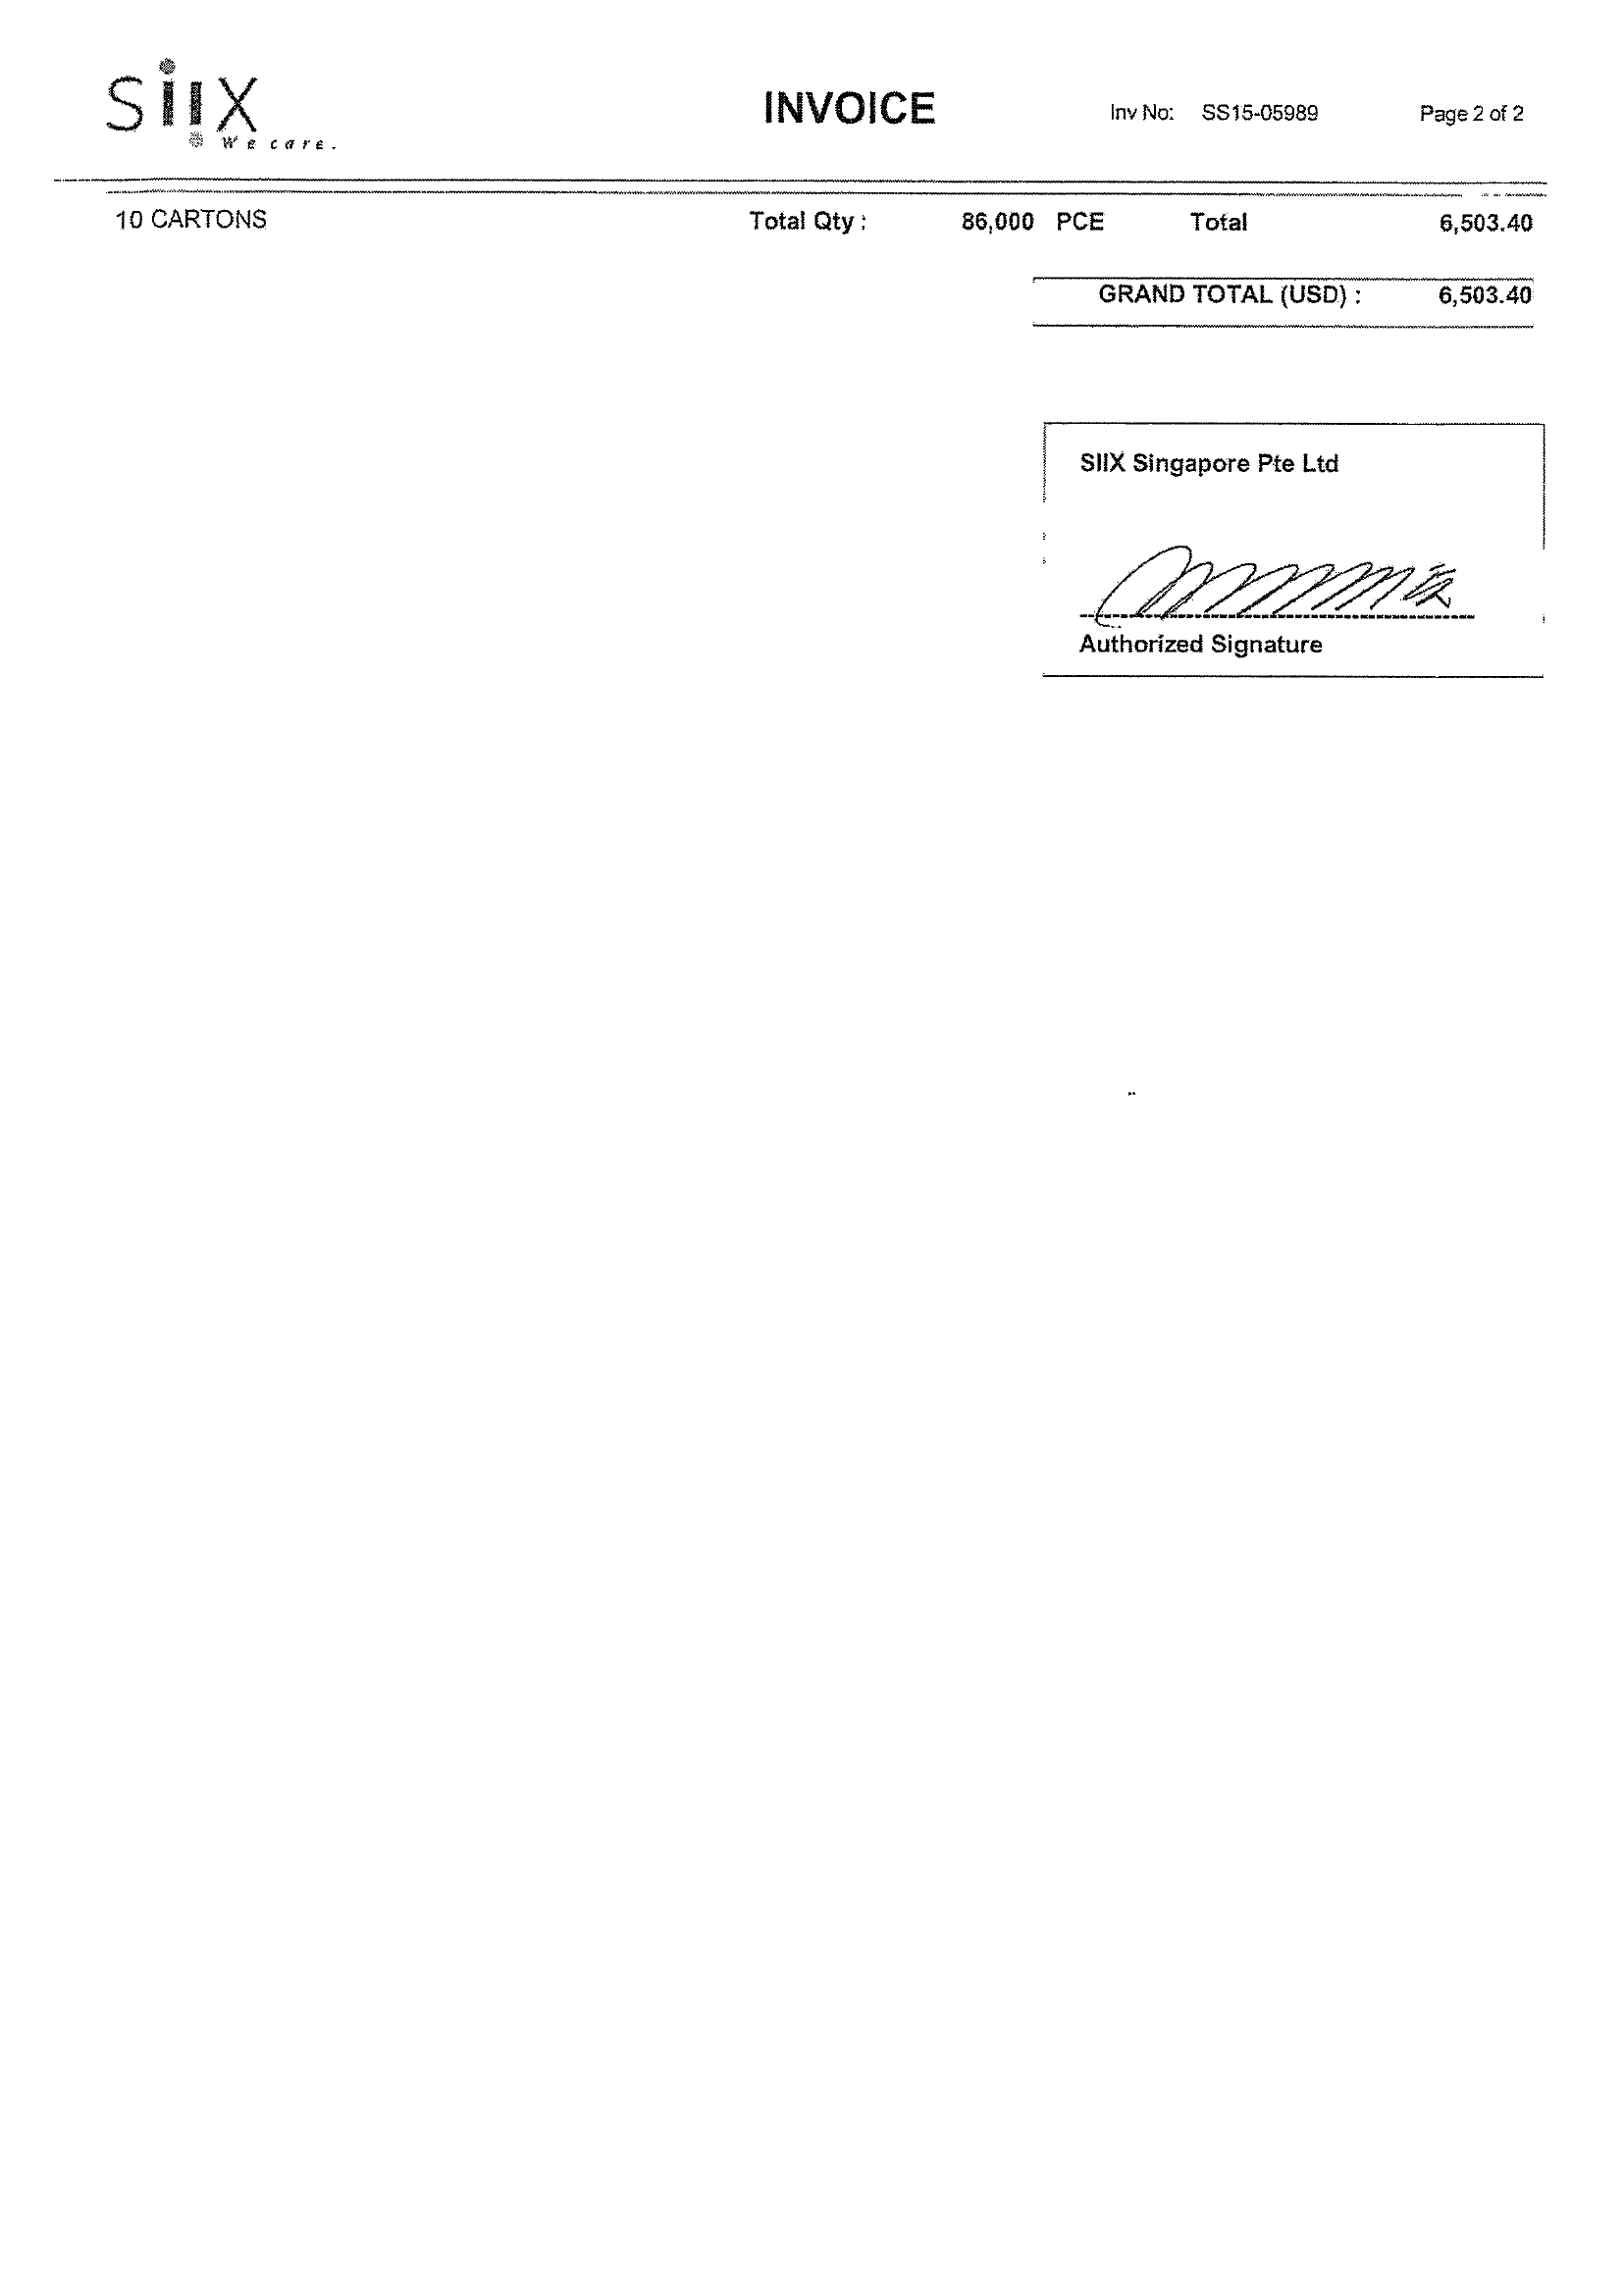 SIIX
We care.
INVOICE
Inv No: SS15-05989
Page 2 of 2
10 CARTONS
Total Qty : 86,000 PCE Total 6,503.40
GRAND TOTAL (USD) : 6,503.40
SIIX Singapore Pte Ltd
Authorized Signature